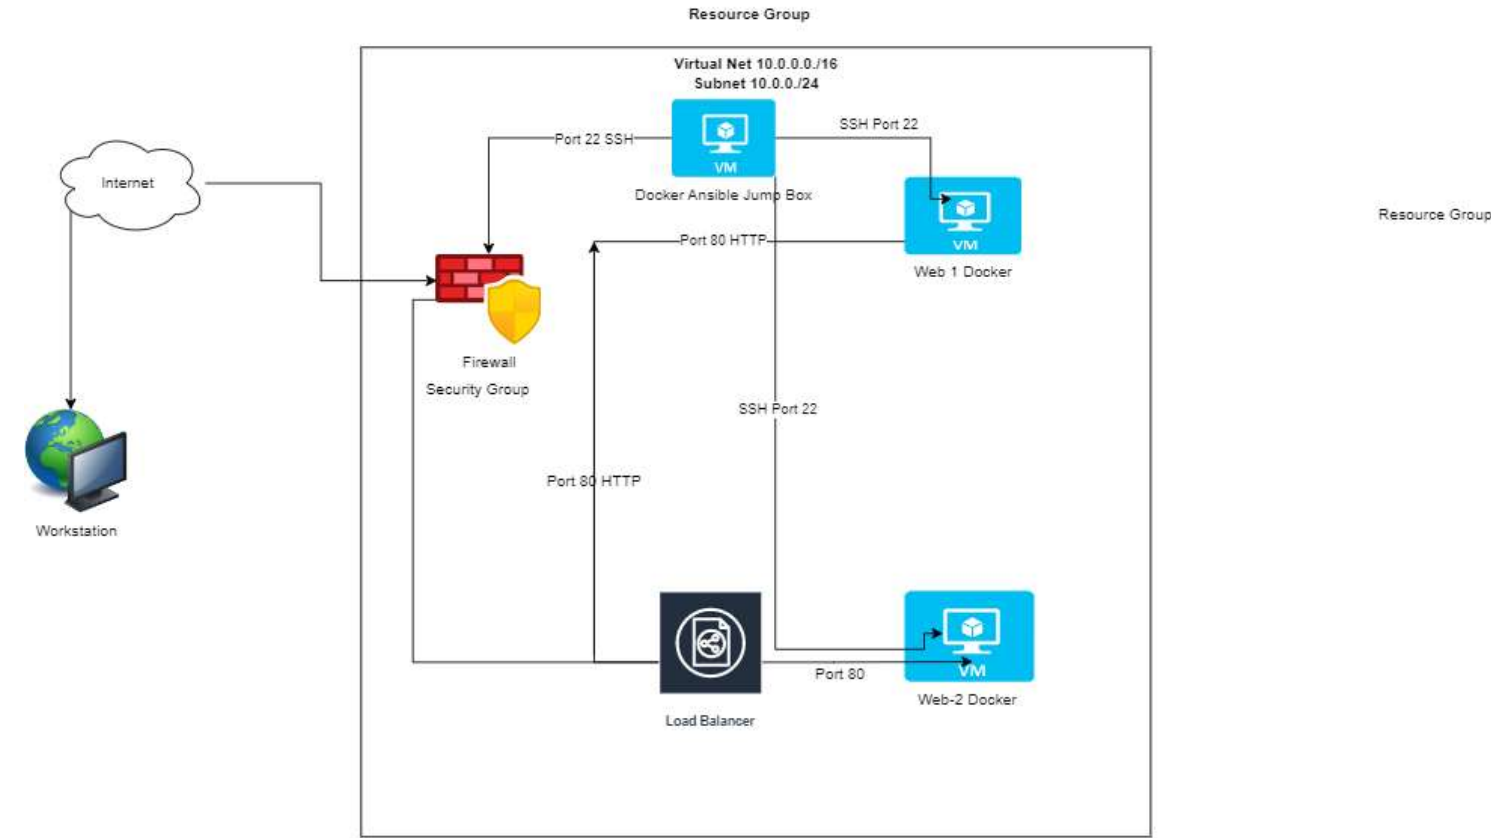 Resource Group
Virtual Net 10.0.0.0./16
Subnet 10.0.0./24
SSH Port 22
Port 22 SSH
VM
Internet
Docker Ansible Jump Box
Resource Group
Port 80 HTTP
VM
Web 1 Docker
Firewall
Security Group
SSH Port 22
Port 80 HTTP
Workstation
Port 80
VM
Web-2 Docker
Load Balancer